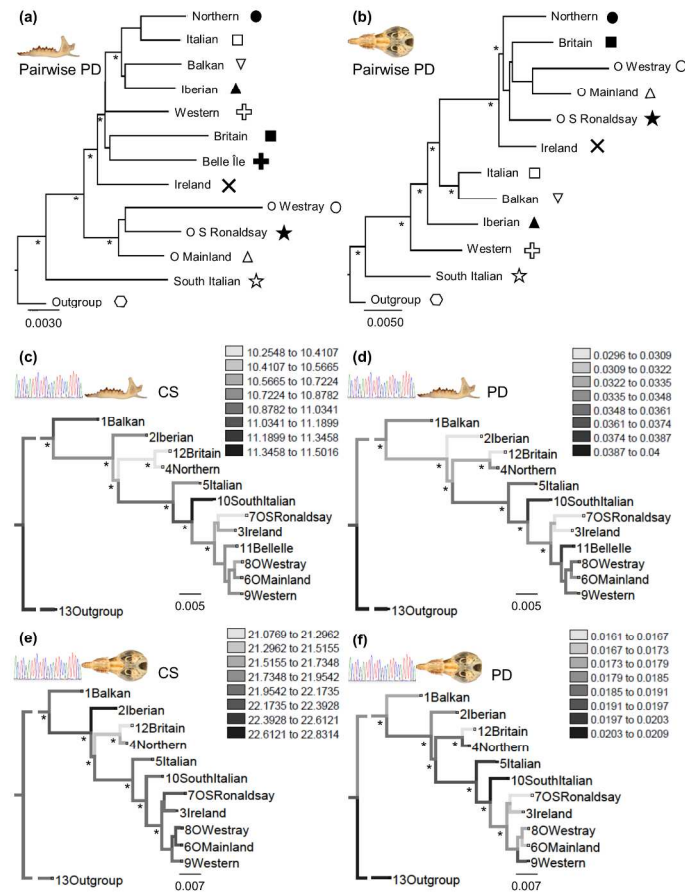 (a)
Pairwise PD
Northern
Italian
Balkan
Iberian
Western
Britain
Belle Île
Ireland
O Westray
O S Ronaldsay
O Mainland
South Italian
Outgroup
0.0030
(b)
Pairwise PD
Northern
Britain
O Westray
O Mainland
O S Ronaldsay
Ireland
Italian
Balkan
Iberian
Western
South Italian
Outgroup
0.0050
(c)
CS
10.2548 to 10.4107
10.4107 to 10.5665
10.5665 to 10.7224
10.7224 to 10.8782
10.8782 to 11.0341
11.0341 to 11.1899
11.1899 to 11.3458
11.3458 to 11.5016
1Balkan
2Iberian
12Britain
4Northern
5Italian
10SouthItalian
7OSRonaldsay
3Ireland
11BelleIle
8OWestray
6OMainland
9Western
13Outgroup
0.005
(d)
PD
0.0296 to 0.0309
0.0309 to 0.0322
0.0322 to 0.0335
0.0335 to 0.0348
0.0348 to 0.0361
0.0361 to 0.0374
0.0374 to 0.0387
0.0387 to 0.04
1Balkan
2Iberian
12Britain
4Northern
5Italian
10SouthItalian
7OSRonaldsay
3Ireland
11BelleIle
8OWestray
6OMainland
9Western
13Outgroup
0.005
(e)
CS
21.0769 to 21.2962
21.2962 to 21.5155
21.5155 to 21.7348
21.7348 to 21.9542
21.9542 to 22.1735
22.1735 to 22.3928
22.3928 to 22.6121
22.6121 to 22.8314
1Balkan
2Iberian
12Britain
4Northern
5Italian
10SouthItalian
7OSRonaldsay
3Ireland
8OWestray
6OMainland
9Western
13Outgroup
0.007
(f)
PD
0.0161 to 0.0167
0.0167 to 0.0173
0.0173 to 0.0179
0.0179 to 0.0185
0.0185 to 0.0191
0.0191 to 0.0197
0.0197 to 0.0203
0.0203 to 0.0209
1Balkan
2Iberian
12Britain
4Northern
5Italian
10SouthItalian
7OSRonaldsay
3Ireland
8OWestray
6OMainland
9Western
13Outgroup
0.007